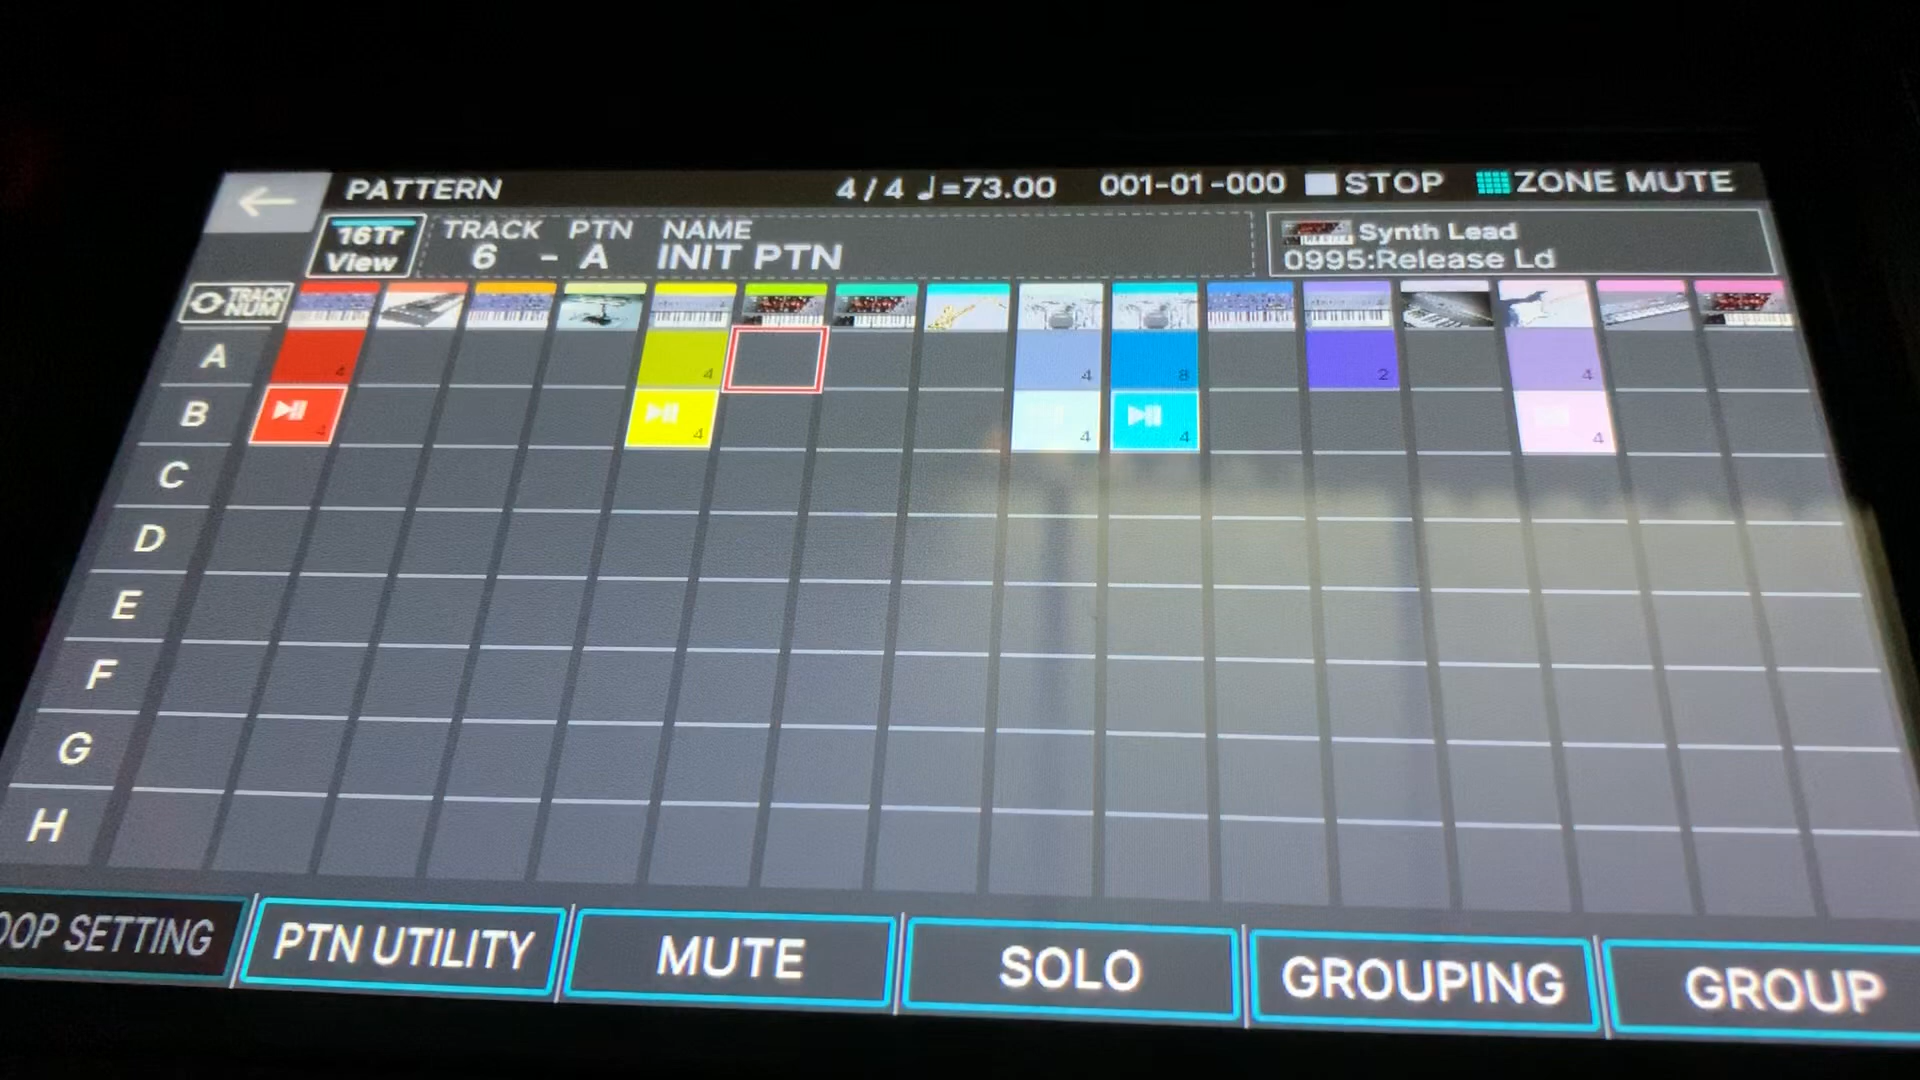 PATTERN 4 / 4 ♩=73.00 001-01-000 STOP ZONE MUTE
16Tr View
TRACK PTN NAME
6 - A INIT PTN
Synth Lead
0995:Release Ld
TRACK NUM
A 4 4 4 8 2 4
B 4 4 4 4 4
C
D
E
F
G
H
OOP SETTING PTN UTILITY MUTE SOLO GROUPING GROUP